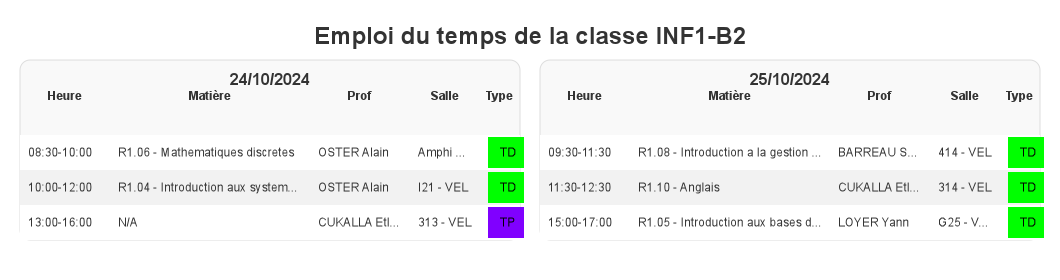 Emploi du temps de la classe INF1-B2
24/10/2024
Heure Matière Prof Salle Type
08:30-10:00 R1.06 - Mathematiques discretes OSTER Alain Amphi ... TD
10:00-12:00 R1.04 - Introduction aux system... OSTER Alain I21 - VEL TD
13:00-16:00 N/A CUKALLA Etl... 313 - VEL TP
25/10/2024
Heure Matière Prof Salle Type
09:30-11:30 R1.08 - Introduction a la gestion ... BARREAU S... 414 - VEL TD
11:30-12:30 R1.10 - Anglais CUKALLA Etl... 314 - VEL TD
15:00-17:00 R1.05 - Introduction aux bases d... LOYER Yann G25 - V... TD